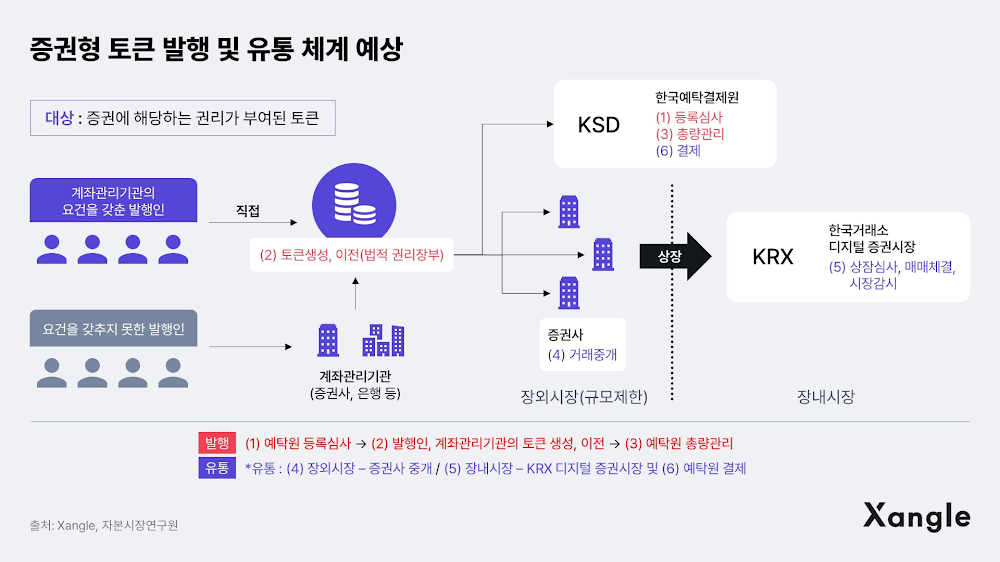 증권형 토큰 발행 및 유통 체계 예상
대상 : 증권에 해당하는 권리가 부여된 토큰
KSD
한국예탁결제원
(1) 등록심사
(3) 총량관리
(6) 결제
계좌관리기관의
요건을 갖춘 발행인
직접
(2) 토큰생성, 이전(법적 권리장부)
상장
KRX
한국거래소
디지털 증권시장
(5) 상잠심사, 매매체결,
시장감시
요건을 갖추지 못한 발행인
계좌관리기관
(증권사, 은행 등)
증권사
(4) 거래중개
장외시장(규모제한)
장내시장
발행 (1) 예탁원 등록심사 → (2) 발행인, 계좌관리기관의 토큰 생성, 이전 → (3) 예탁원 총량관리
유통 *유통 : (4) 장외시장 – 증권사 중개 / (5) 장내시장 – KRX 디지털 증권시장 및 (6) 예탁원 결제
출처: Xangle, 자본시장연구원
Xangle